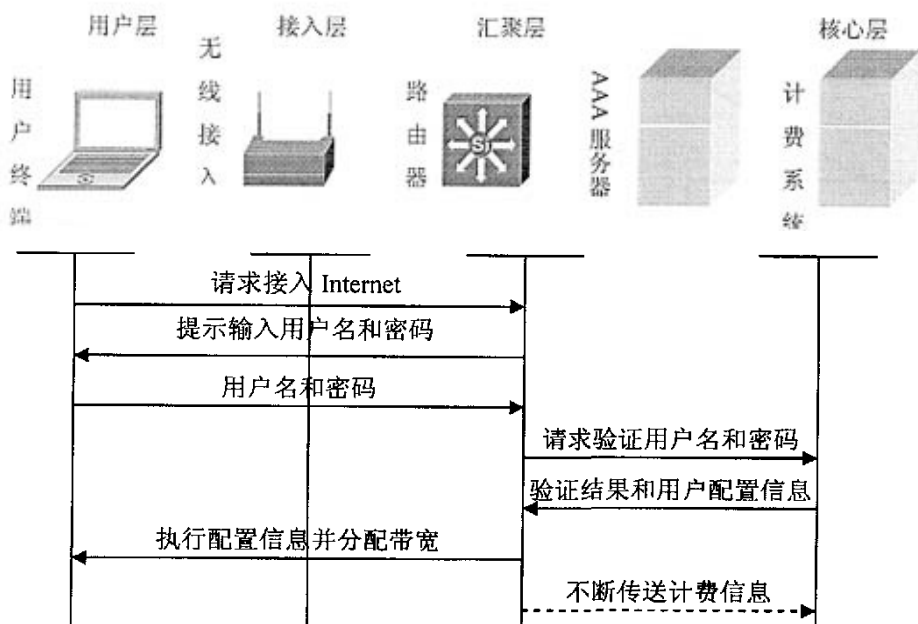 用户层
接入层
汇聚层
核心层
用户终端
无线接入
路由器
Si
AAA服务器
计费系统
请求接入 Internet
提示输入用户名和密码
用户名和密码
请求验证用户名和密码
验证结果和用户配置信息
执行配置信息并分配带宽
不断传送计费信息